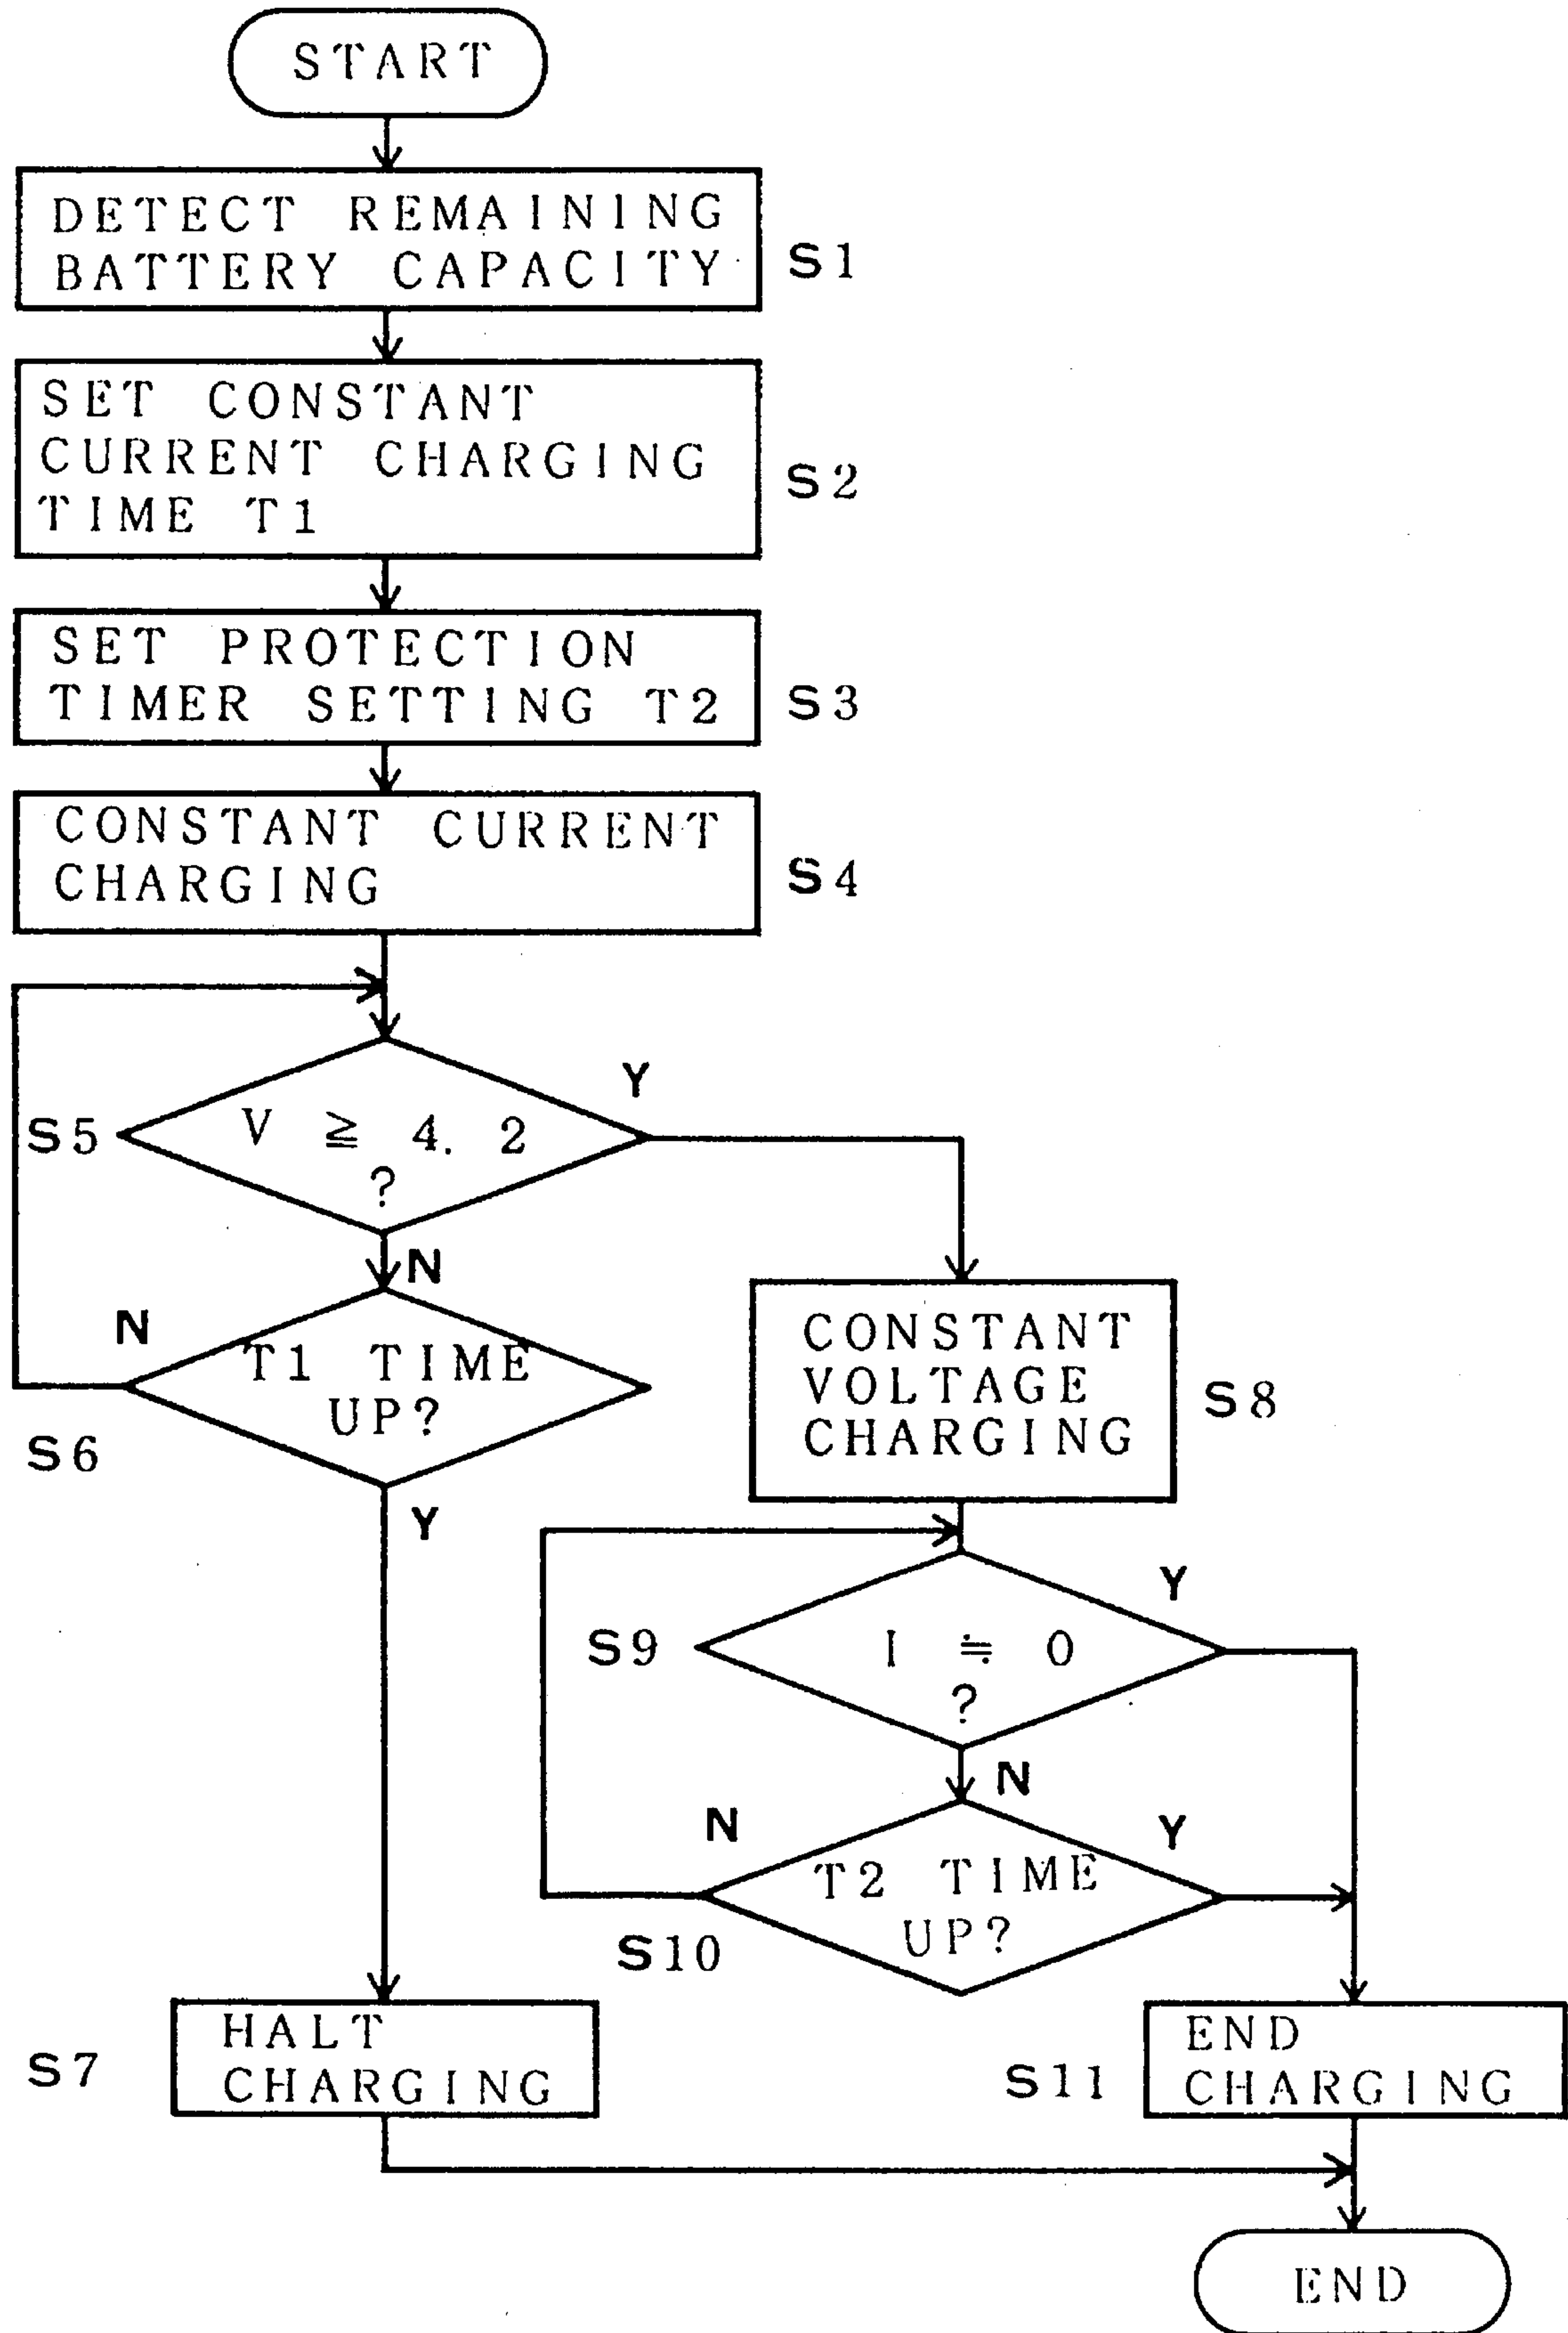 START
DETECT REMAINING
BATTERY CAPACITY
S1
SET CONSTANT
CURRENT CHARGING
TIME T1
S2
SET PROTECTION
TIMER SETTING T2
S3
CONSTANT CURRENT
CHARGING
S4
Y
S5
V ≧ 4. 2
?
N
N
T1 TIME
UP?
S6
Y
CONSTANT
VOLTAGE
CHARGING
S8
Y
S9
I ≒ 0
?
N
N
Y
T2 TIME
UP?
S10
S7
HALT
CHARGING
S11
END
CHARGING
END